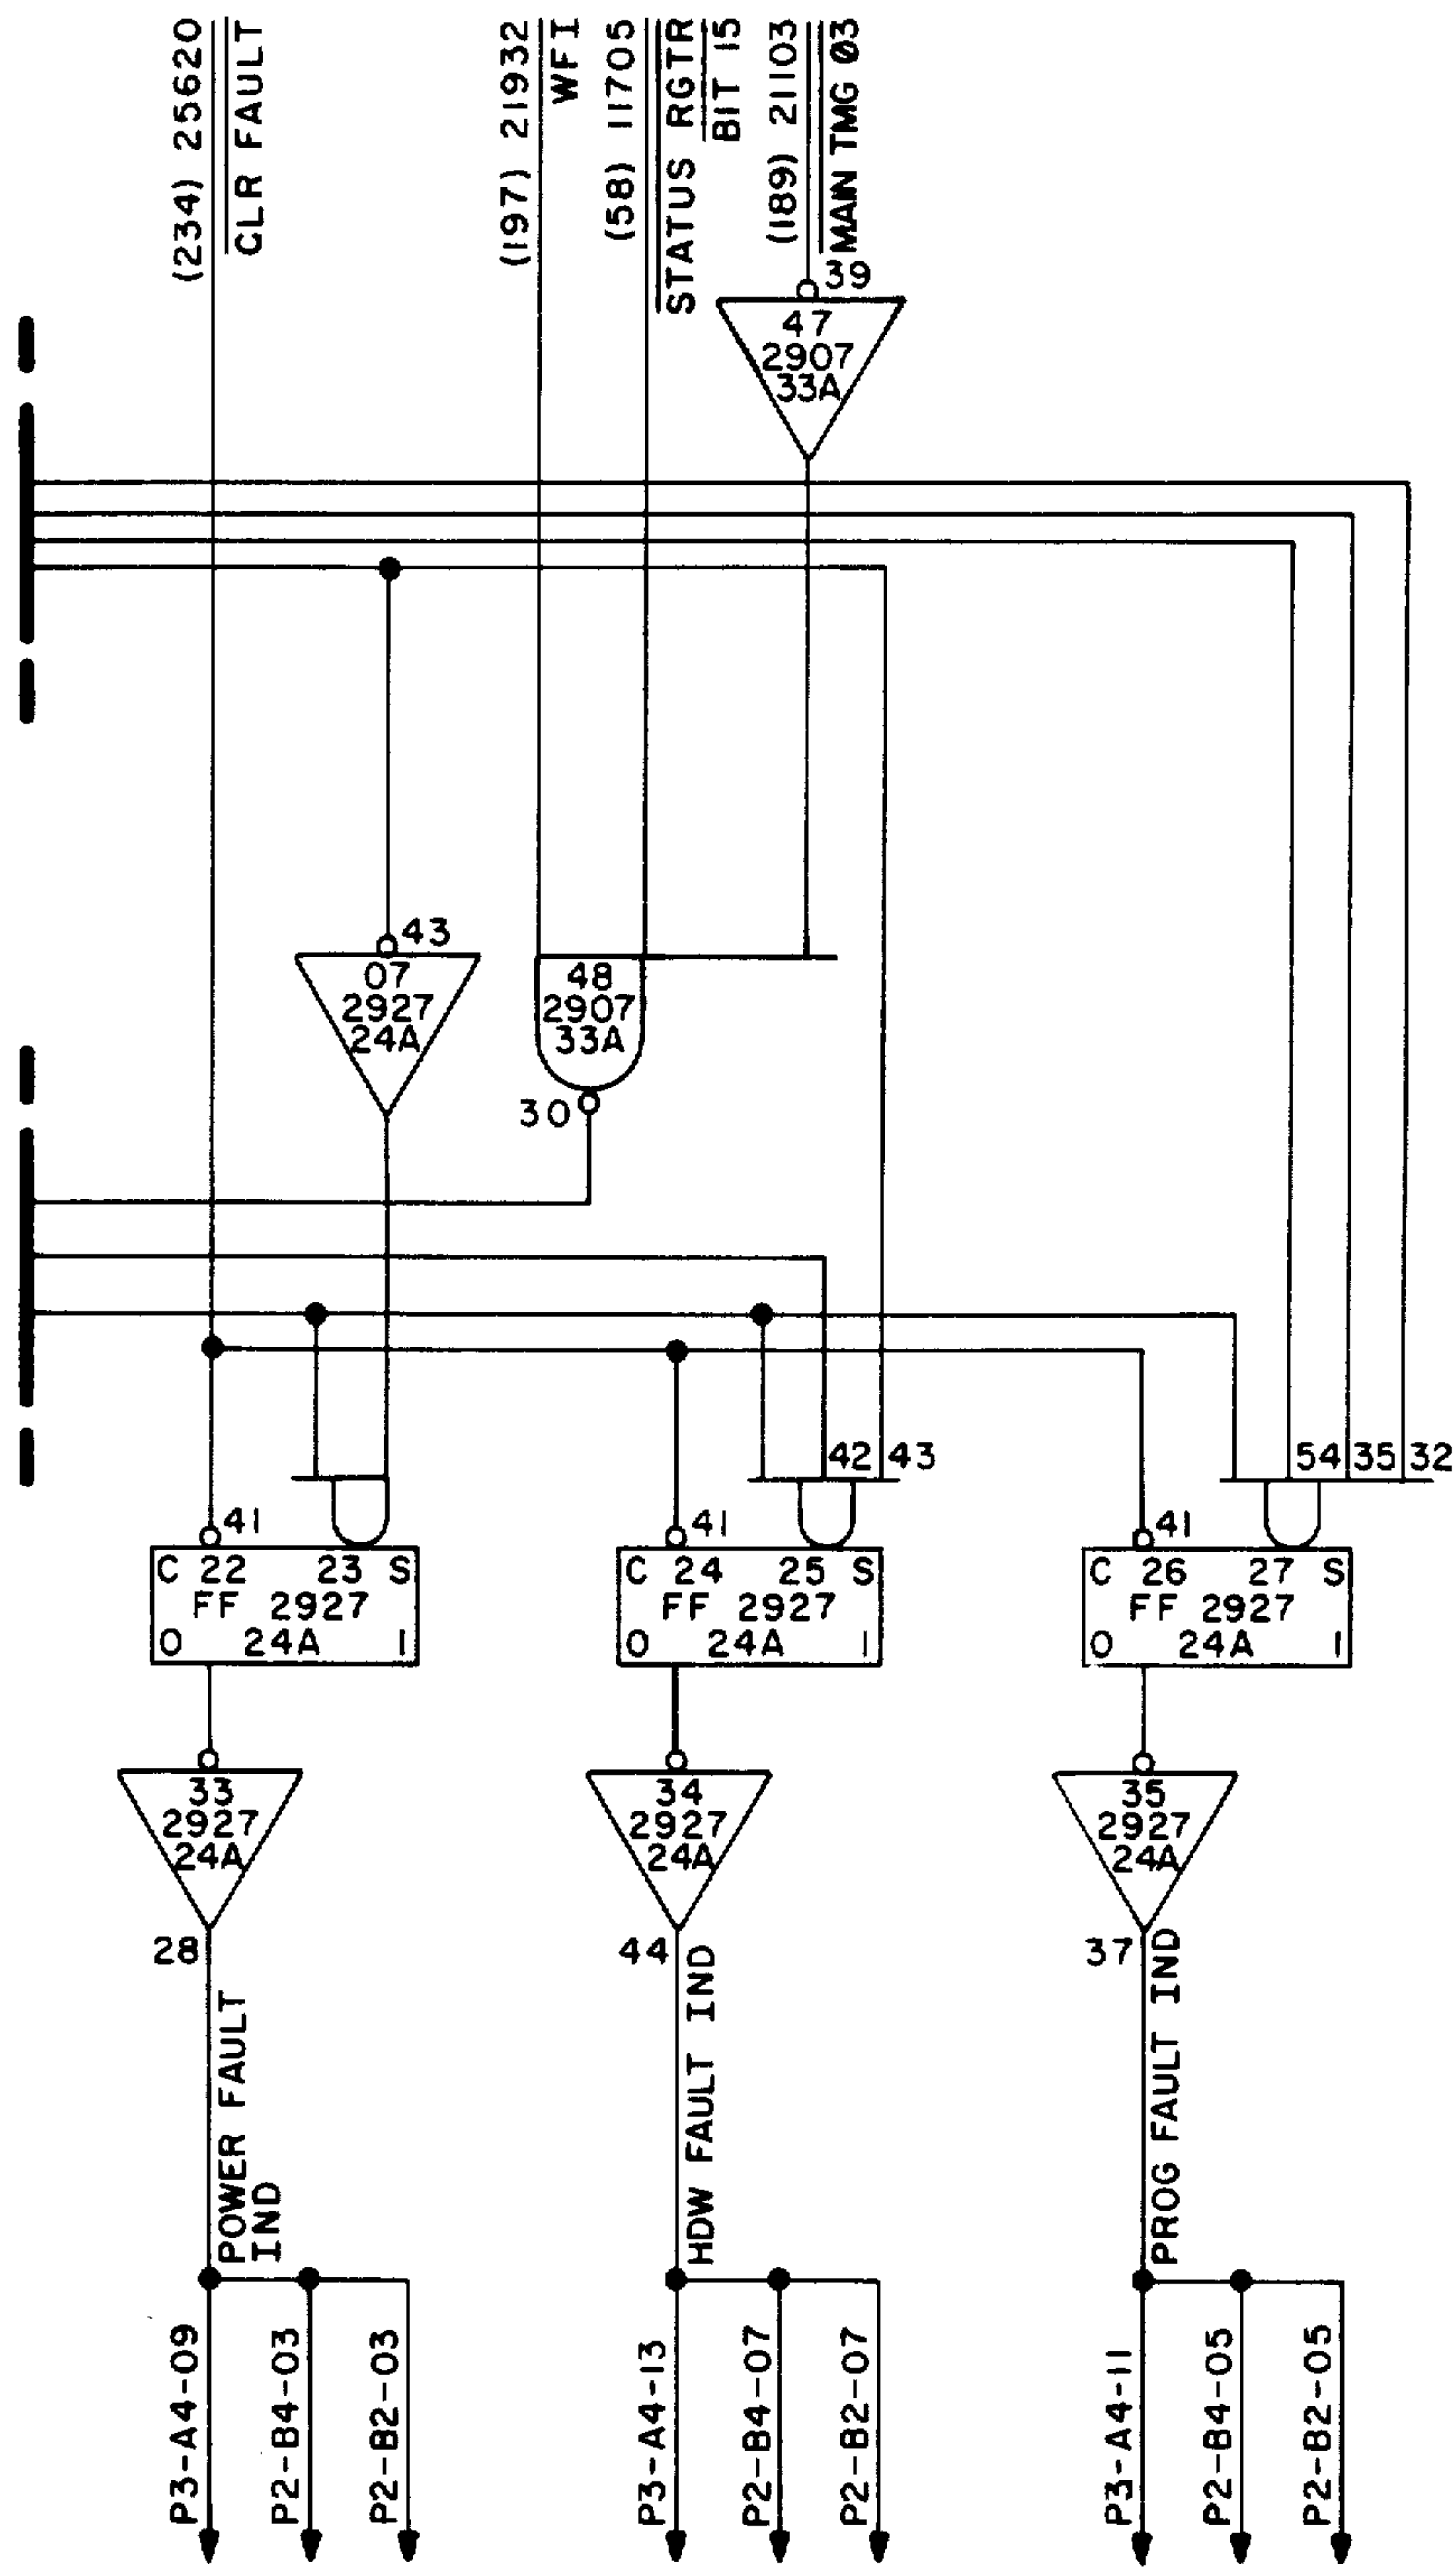 (234) 25620
CLR FAULT
(197) 21932
WFI
(58) 11705
STATUS RGTR
BIT 15
(189) 21103
MAIN TMG Ø3
39
47
2907
33A
43
07
2927
24A
48
2907
33A
30
42
43
54
35
32
41
C 22 23 S
FF 2927
0 24A 1
41
C 24 25 S
FF 2927
0 24A 1
41
C 26 27 S
FF 2927
0 24A 1
33
2927
24A
28
34
2927
24A
44
35
2927
24A
37
POWER FAULT
IND
HDW FAULT IND
PROG FAULT IND
P3-A4-09
P2-B4-03
P2-B2-03
P3-A4-13
P2-B4-07
P2-B2-07
P3-A4-11
P2-B4-05
P2-B2-05